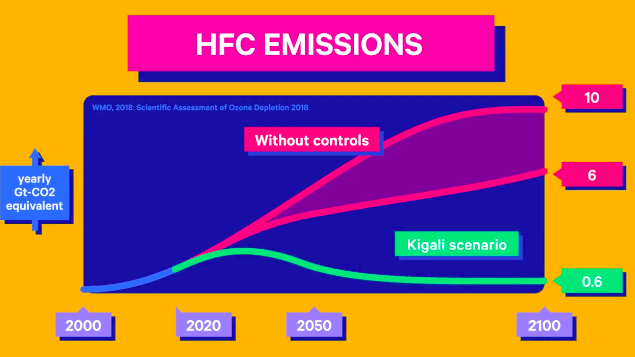 HFC EMISSIONS
WMO, 2018: Scientific Assessment of Ozone Depletion 2018
10
Without controls
6
yearly
Gt-CO2
equivalent
Kigali scenario
0.6
2000
2020
2050
2100